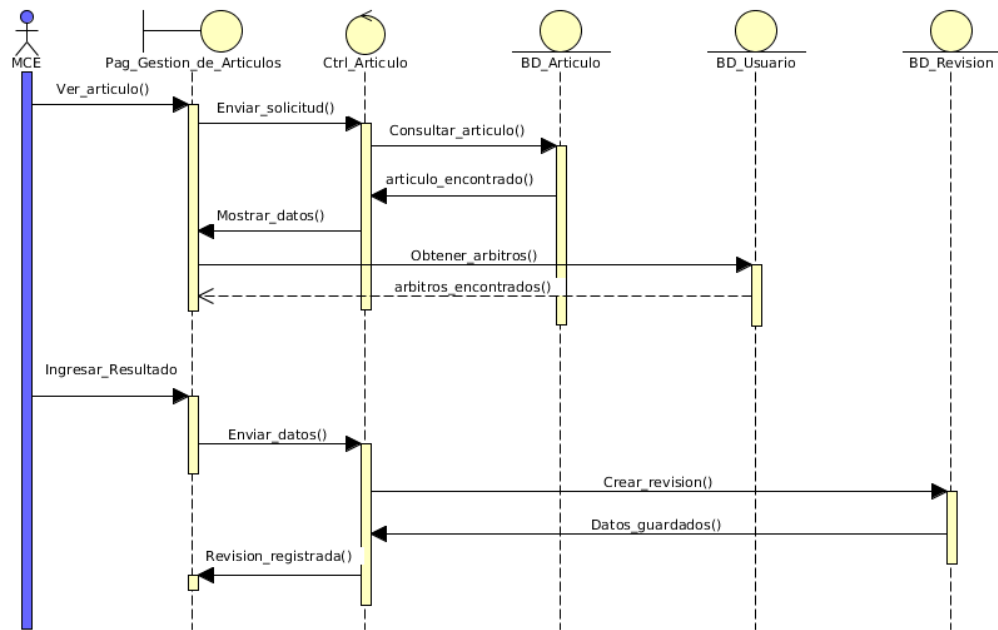 MCE
Pag_Gestion_de_Articulos
Ctrl_Articulo
BD_Articulo
BD_Usuario
BD_Revision
Ver_articulo()
Enviar_solicitud()
Consultar_articulo()
articulo_encontrado()
Mostrar_datos()
Obtener_arbitros()
arbitros_encontrados()
Ingresar_Resultado
Enviar_datos()
Crear_revision()
Datos_guardados()
Revision_registrada()